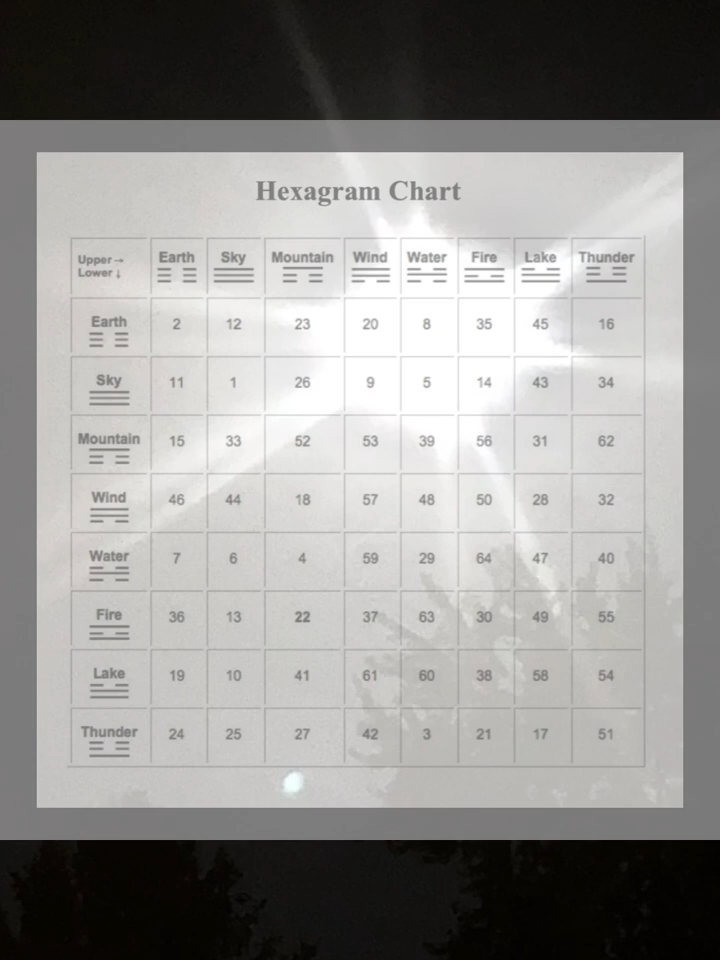 Hexagram Chart
Upper→ Earth Sky Mountain Wind Water Fire Lake Thunder
Lower↓
Earth 2 12 23 20 8 35 45 16
Sky 11 1 26 9 5 14 43 34
Mountain 15 33 52 53 39 56 31 62
Wind 46 44 18 57 48 50 28 32
Water 7 6 4 59 29 64 47 40
Fire 36 13 22 37 63 30 49 55
Lake 19 10 41 61 60 38 58 54
Thunder 24 25 27 42 3 21 17 51